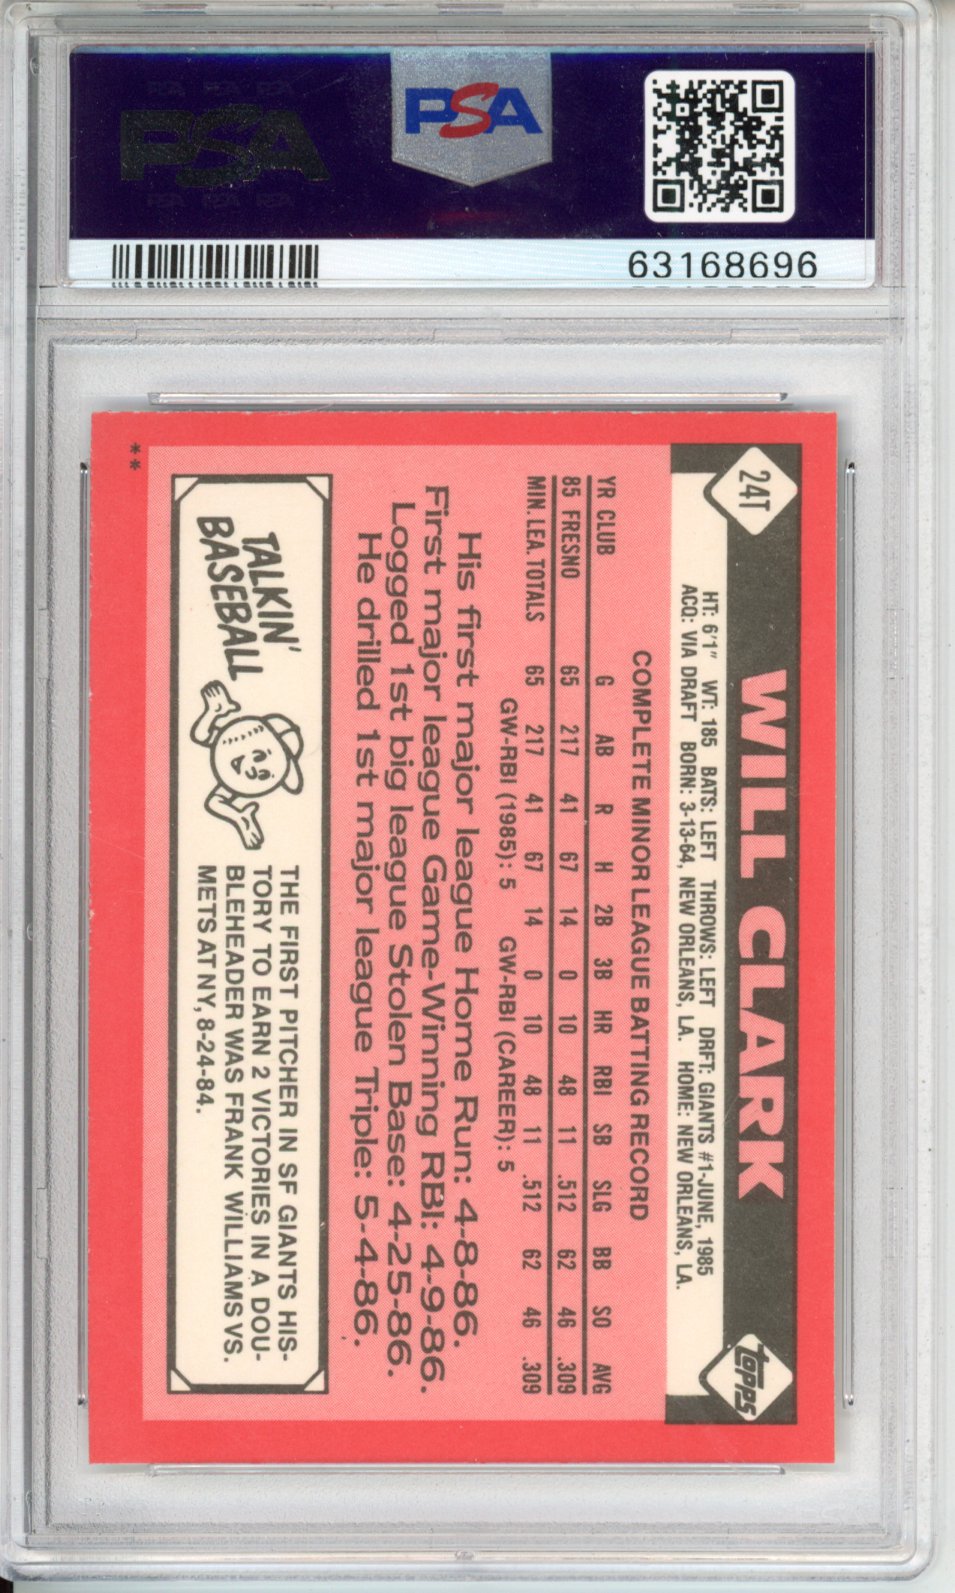 PSA
PSA
63168696
24T
WILL CLARK
topps
HT: 6'1" WT: 185 BATS: LEFT THROWS: LEFT DRFT: GIANTS #1-JUNE, 1985
ACQ: VIA DRAFT BORN: 3-13-64, NEW ORLEANS, LA. HOME: NEW ORLEANS, LA.
COMPLETE MINOR LEAGUE BATTING RECORD
YR CLUB G AB R H 2B 3B HR RBI SB SLG BB SO AVG
85 FRESNO 65 217 41 67 14 0 10 48 11 .512 62 46 .309
MIN. LEA. TOTALS 65 217 41 67 14 0 10 48 11 .512 62 46 .309
GW-RBI (1985): 5 GW-RBI (CAREER): 5
His first major league Home Run: 4-8-86.
First major league Game-Winning RBI: 4-9-86.
Logged 1st big league Stolen Base: 4-25-86.
He drilled 1st major league Triple: 5-4-86.
TALKIN'
BASEBALL
THE FIRST PITCHER IN SF GIANTS HIS-
TORY TO EARN 2 VICTORIES IN A DOU-
BLEHEADER WAS FRANK WILLIAMS VS.
METS AT NY, 8-24-84.
**